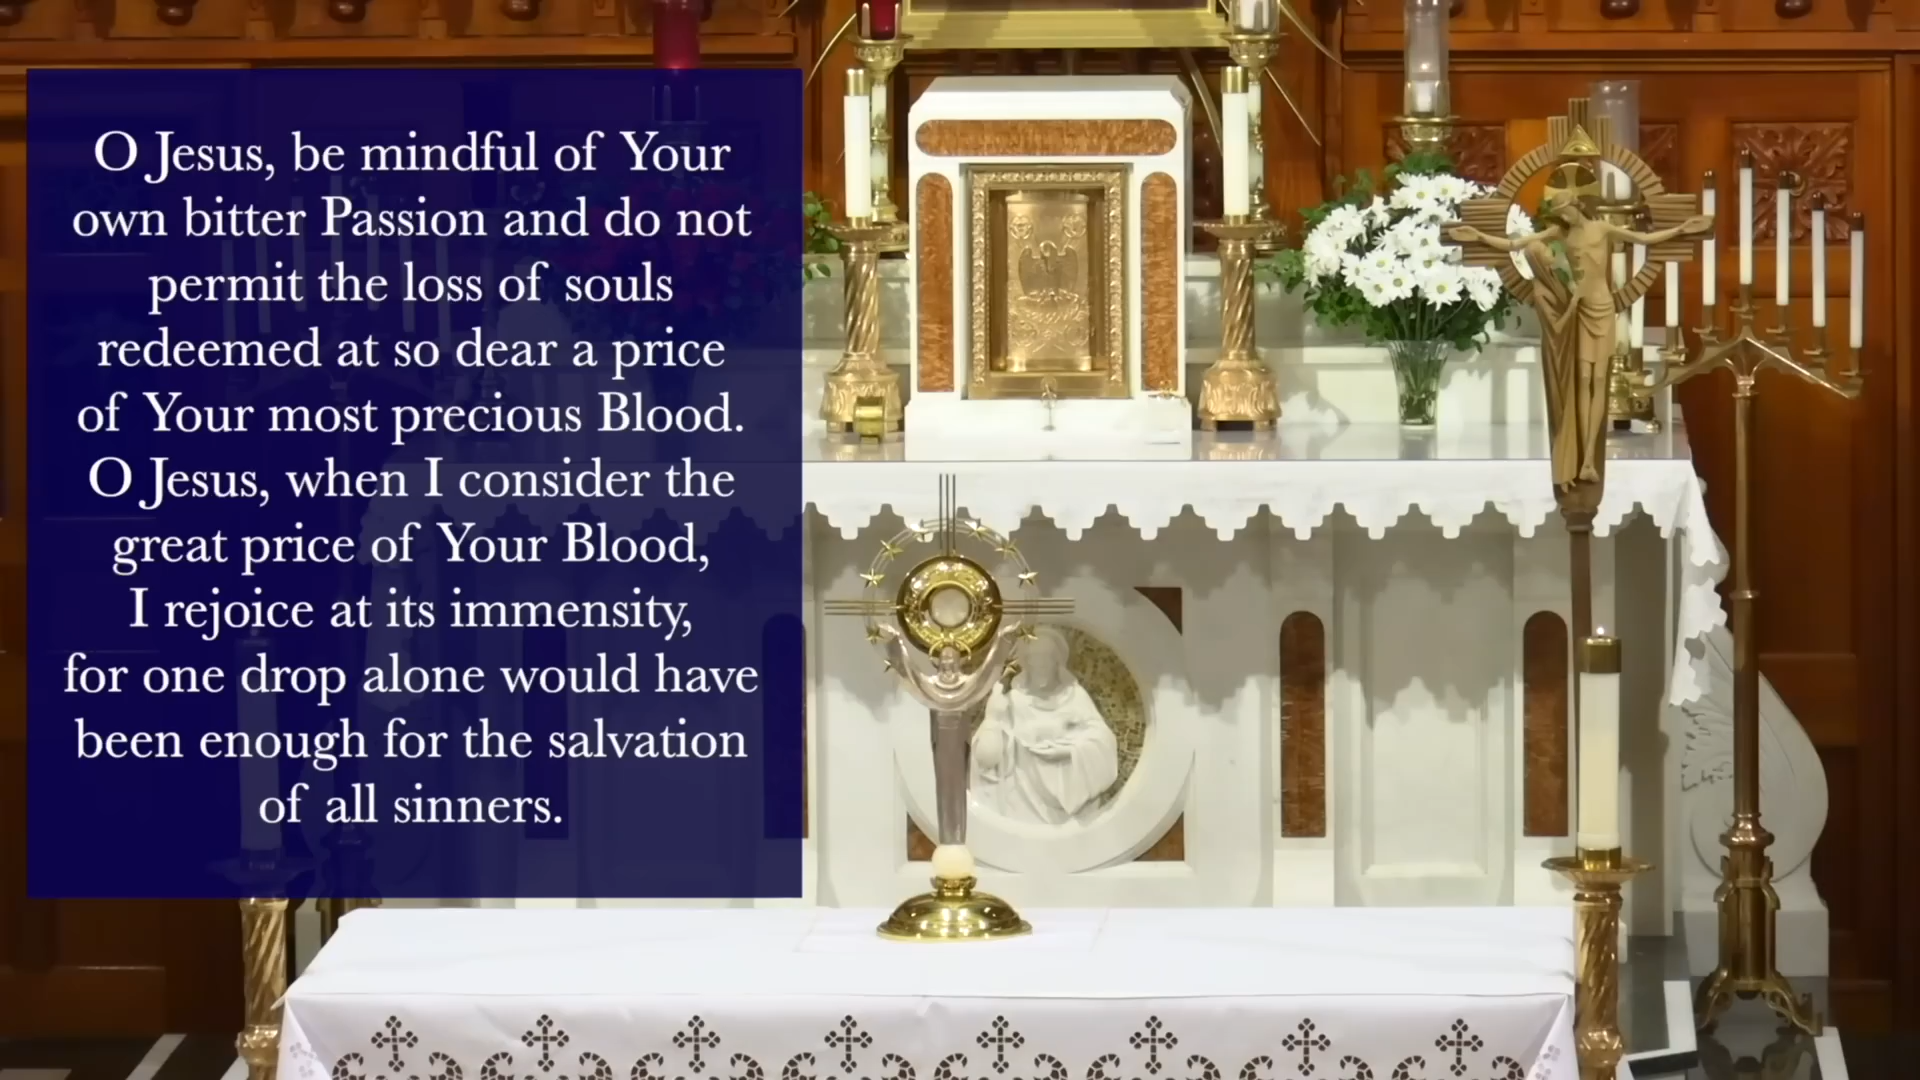 O Jesus, be mindful of Your
own bitter Passion and do not
permit the loss of souls
redeemed at so dear a price
of Your most precious Blood.
O Jesus, when I consider the
great price of Your Blood,
I rejoice at its immensity,
for one drop alone would have
been enough for the salvation
of all sinners.